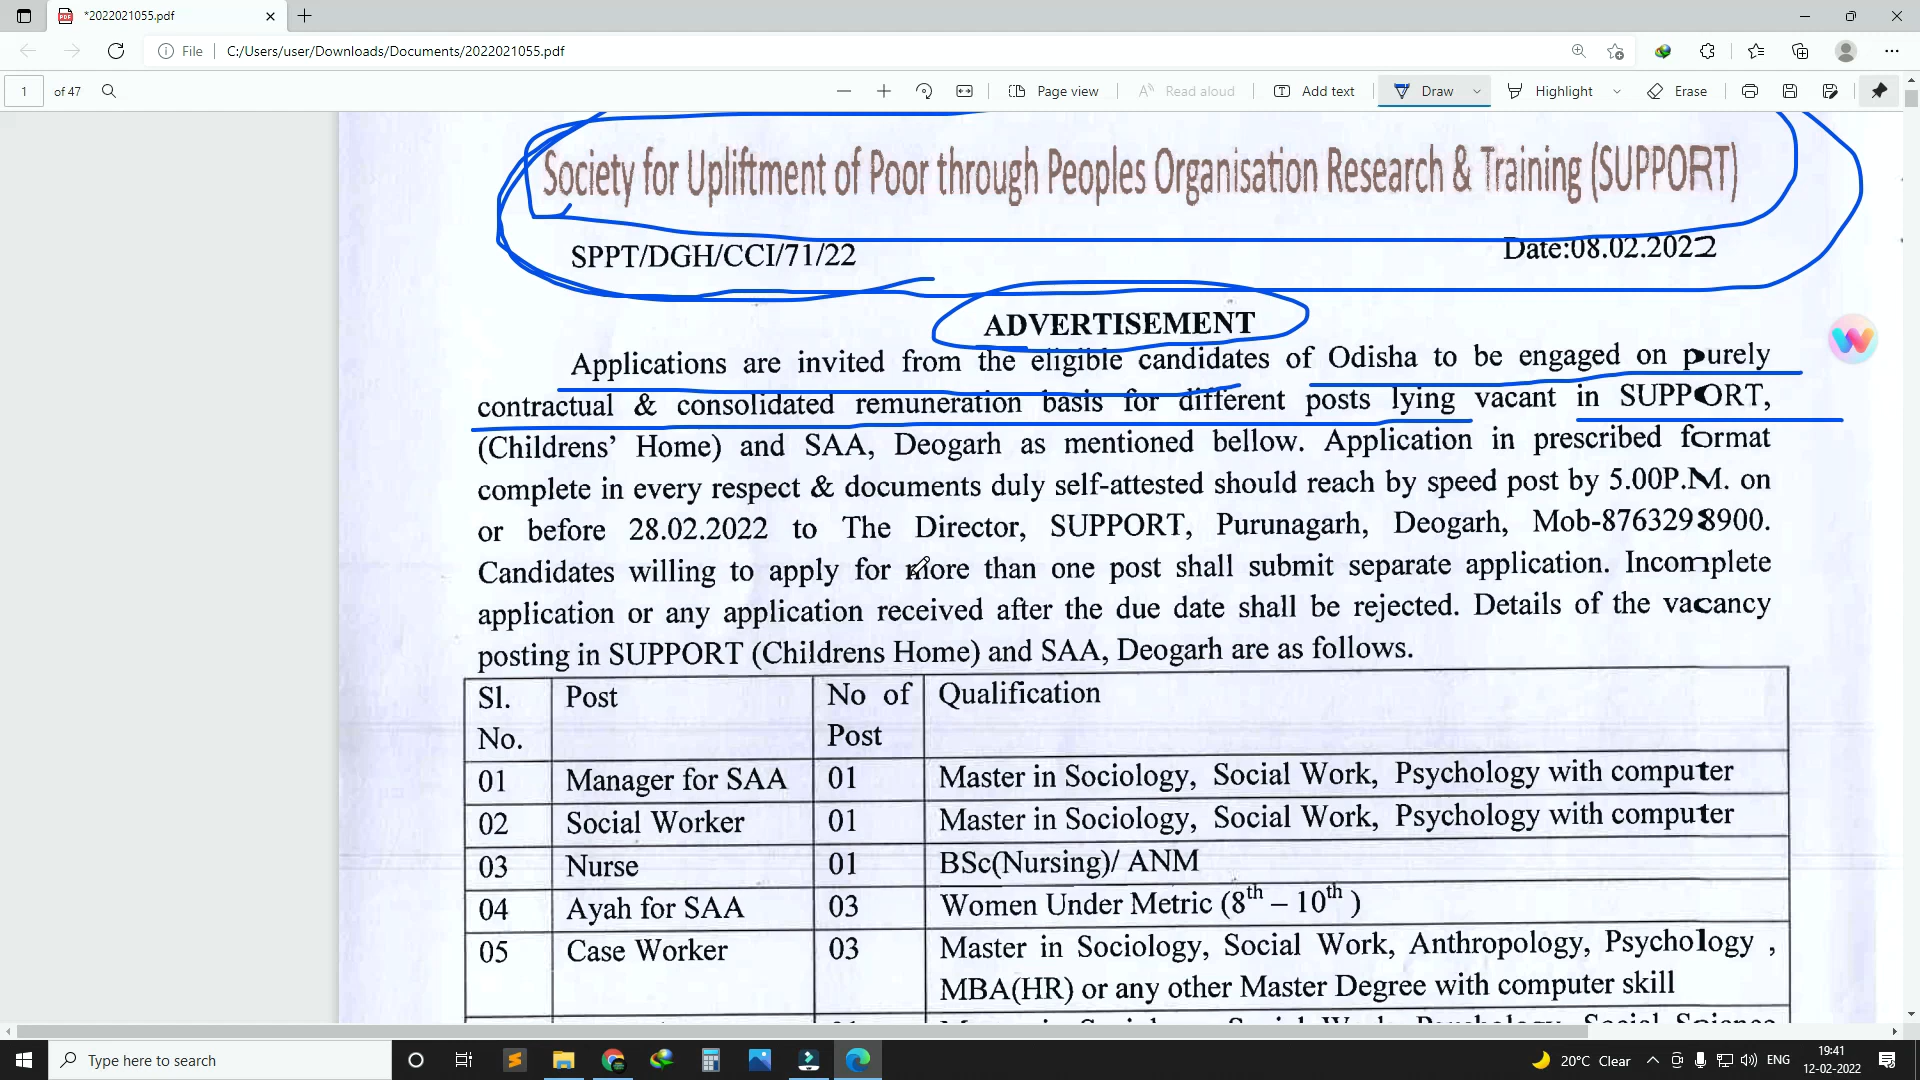 *2022021055.pdf
File
C:/Users/user/Downloads/Documents/2022021055.pdf
1 of 47
Page view
Read aloud
Add text
Draw
Highlight
Erase
Society for Upliftment of Poor through Peoples Organisation Research & Training (SUPPORT)
SPPT/DGH/CCI/71/22 Date:08.02.2022
ADVERTISEMENT
Applications are invited from the eligible candidates of Odisha to be engaged on purely
contractual & consolidated remuneration basis for different posts lying vacant in SUPPORT,
(Childrens' Home) and SAA, Deogarh as mentioned bellow. Application in prescribed format
complete in every respect & documents duly self-attested should reach by speed post by 5.00P.M. on
or before 28.02.2022 to The Director, SUPPORT, Purunagarh, Deogarh, Mob-8763298900.
Candidates willing to apply for more than one post shall submit separate application. Incomplete
application or any application received after the due date shall be rejected. Details of the vacancy
posting in SUPPORT (Childrens Home) and SAA, Deogarh are as follows.
Sl. Post No of Qualification
No. Post
01 Manager for SAA 01 Master in Sociology, Social Work, Psychology with computer
02 Social Worker 01 Master in Sociology, Social Work, Psychology with computer
03 Nurse 01 BSc(Nursing)/ ANM
04 Ayah for SAA 03 Women Under Metric (8th – 10th )
05 Case Worker 03 Master in Sociology, Social Work, Anthropology, Psychology ,
MBA(HR) or any other Master Degree with computer skill
Type here to search
20°C Clear
ENG
19:41
12-02-2022